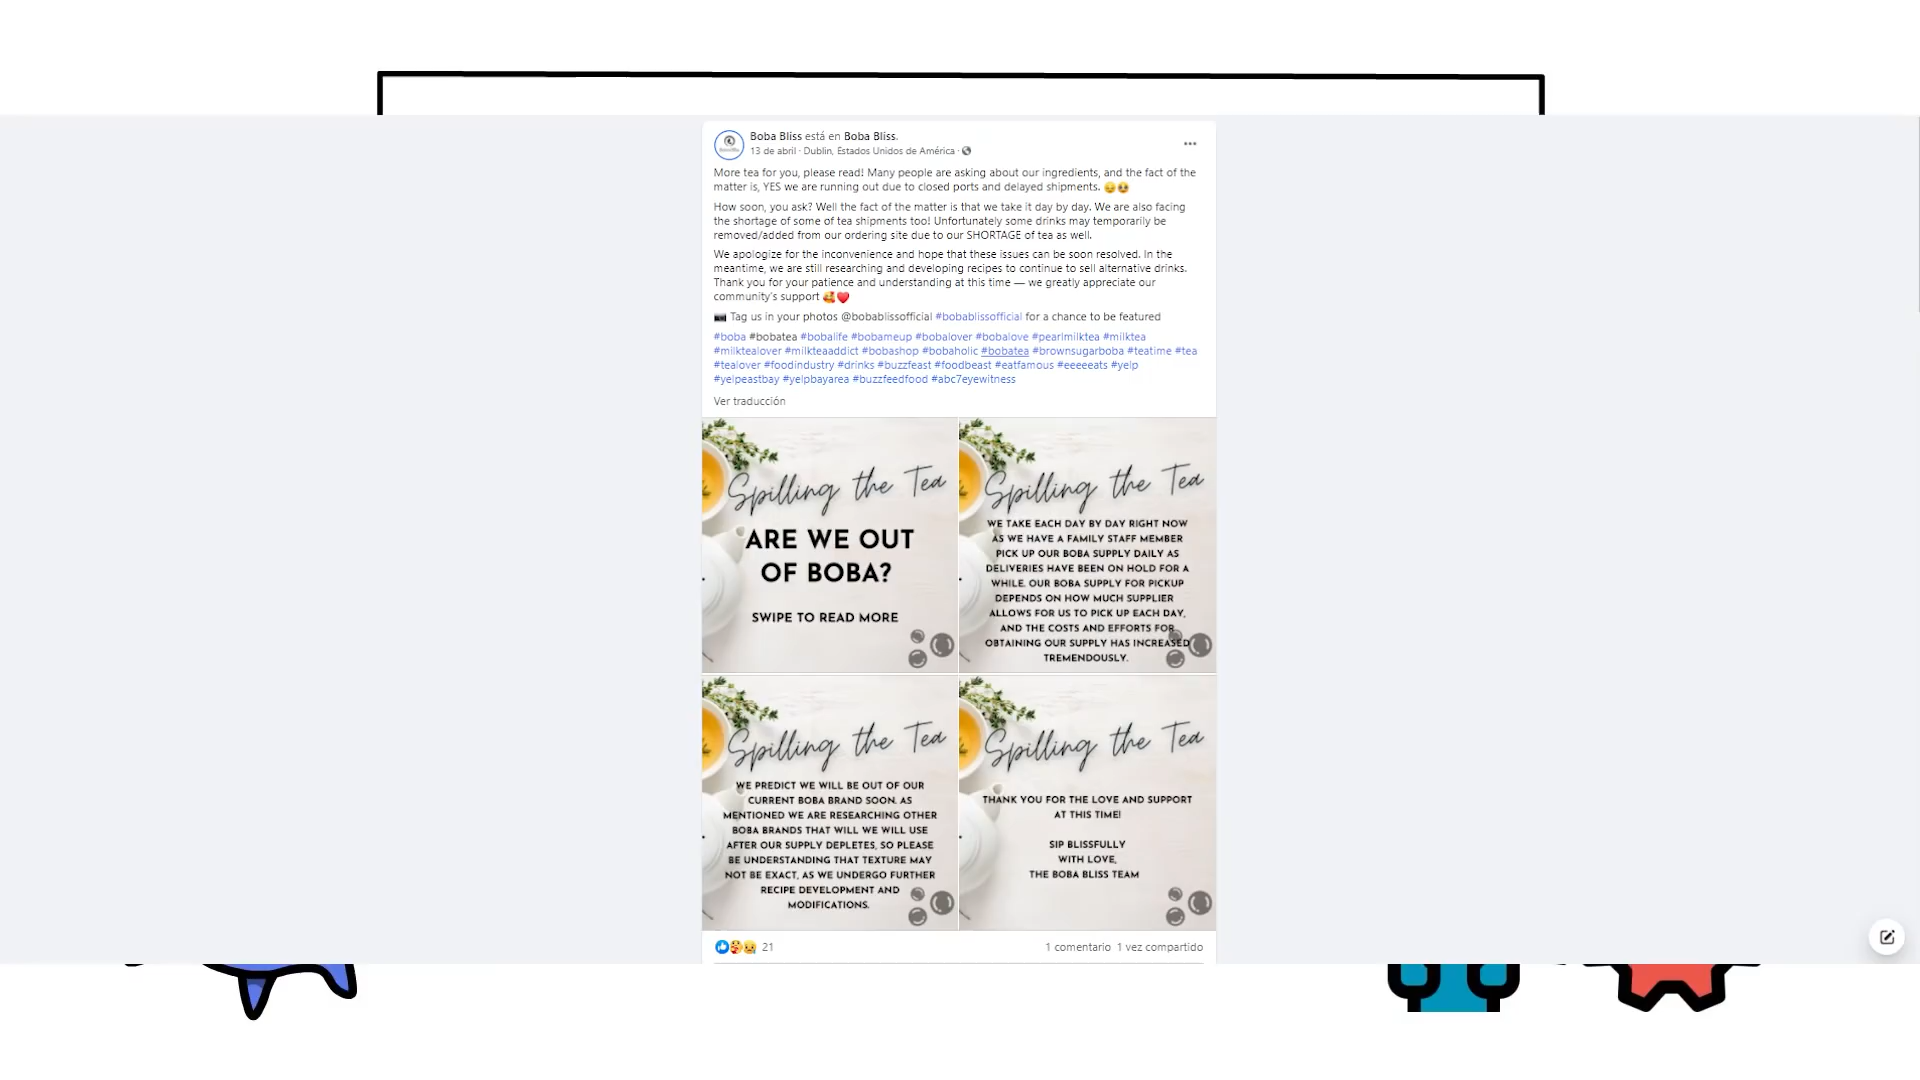 Boba Bliss está en Boba Bliss.
13 de abril · Dublin, Estados Unidos de América ·
More tea for you, please read! Many people are asking about our ingredients, and the fact of the
matter is, YES we are running out due to closed ports and delayed shipments. 😔🥺
How soon, you ask? Well the fact of the matter is that we take it day by day. We are also facing
the shortage of some of tea shipments too! Unfortunately some drinks may temporarily be
removed/added from our ordering site due to our SHORTAGE of tea as well.
We apologize for the inconvenience and hope that these issues can be soon resolved. In the
meantime, we are still researching and developing recipes to continue to sell alternative drinks.
Thank you for your patience and understanding at this time — we greatly appreciate our
community's support 🥰❤️
📷 Tag us in your photos @bobablissofficial #bobablissofficial for a chance to be featured
#boba #bobatea #bobalife #bobameup #bobalover #bobalove #pearlmilktea #milktea
#milktealover #milkteaaddict #bobashop #bobaholic #bobatea #brownsugarboba #teatime #tea
#tealover #foodindustry #drinks #buzzfeast #foodbeast #eatfamous #eeeeeats #yelp
#yelpeastbay #yelpbayarea #buzzfeedfood #abc7eyewitness
Ver traducción
Spilling the Tea
ARE WE OUT
OF BOBA?
SWIPE TO READ MORE
Spilling the Tea
WE TAKE EACH DAY BY DAY RIGHT NOW
AS WE HAVE A FAMILY STAFF MEMBER
PICK UP OUR BOBA SUPPLY DAILY AS
DELIVERIES HAVE BEEN ON HOLD FOR A
WHILE. OUR BOBA SUPPLY FOR PICKUP
DEPENDS ON HOW MUCH SUPPLIER
ALLOWS FOR US TO PICK UP EACH DAY,
AND THE COSTS AND EFFORTS FOR
OBTAINING OUR SUPPLY HAS INCREASED
TREMENDOUSLY.
Spilling the Tea
WE PREDICT WE WILL BE OUT OF OUR
CURRENT BOBA BRAND SOON. AS
MENTIONED WE ARE RESEARCHING OTHER
BOBA BRANDS THAT WILL WE WILL USE
AFTER OUR SUPPLY DEPLETES, SO PLEASE
BE UNDERSTANDING THAT TEXTURE MAY
NOT BE EXACT, AS WE UNDERGO FURTHER
RECIPE DEVELOPMENT AND
MODIFICATIONS.
Spilling the Tea
THANK YOU FOR THE LOVE AND SUPPORT
AT THIS TIME!
SIP BLISSFULLY
WITH LOVE,
THE BOBA BLISS TEAM
21
1 comentario 1 vez compartido